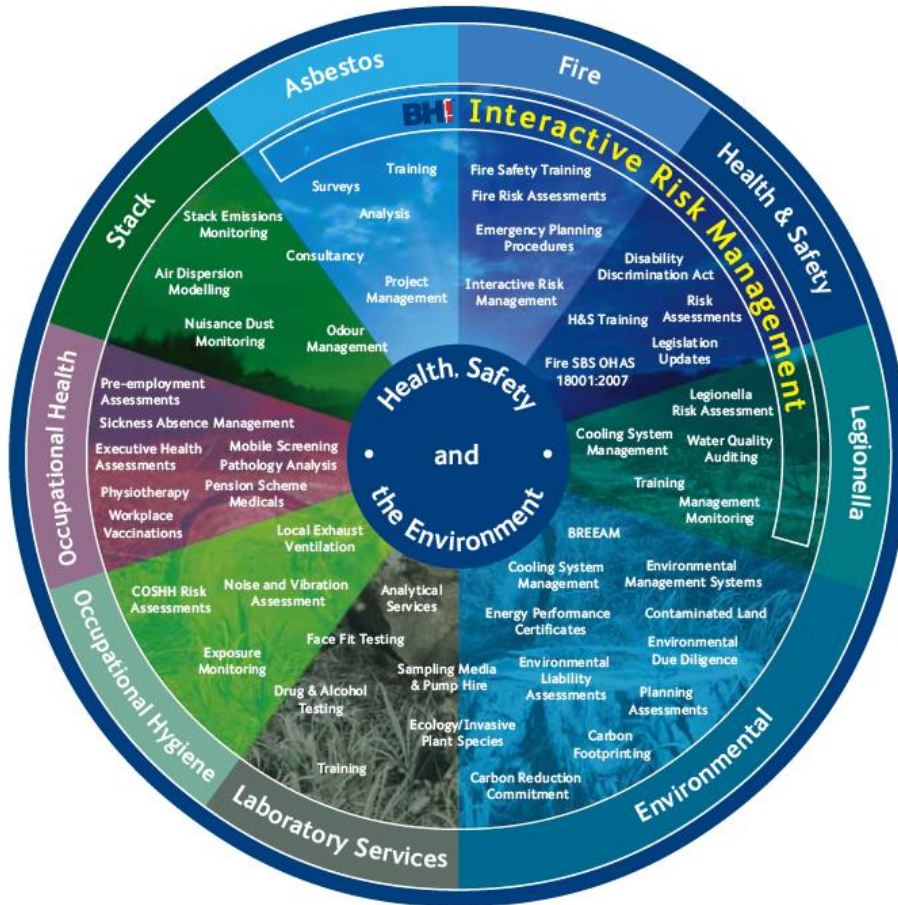 Asbestos
Fire
Health & Safety
Legionella
Environmental
Laboratory Services
Occupational Hygiene
Occupational Health
Stack
BHI
Interactive Risk Management
Training
Surveys
Analysis
Consultancy
Project
Management
Fire Safety Training
Fire Risk Assessments
Emergency Planning
Procedures
Interactive Risk
Management
Disability
Discrimination Act
Risk
Assessments
H&S Training
Legislation
Updates
Fire SBS OHAS
18001:2007
Legionella
Risk Assessment
Cooling System
Management
Water Quality
Auditing
Training
Management
Monitoring
BREEAM
Cooling System
Management
Environmental
Management Systems
Energy Performance
Certificates
Contaminated Land
Environmental
Due Diligence
Environmental
Liability
Assessments
Planning
Assessments
Carbon
Footprinting
Carbon Reduction
Commitment
Analytical
Services
Face Fit Testing
Sampling Media
& Pump Hire
Drug & Alcohol
Testing
Ecology/Invasive
Plant Species
Training
Local Exhaust
Ventilation
COSHH Risk
Assessments
Noise and Vibration
Assessment
Exposure
Monitoring
Pre-employment
Assessments
Sickness Absence Management
Executive Health
Assessments
Mobile Screening
Pathology Analysis
Physiotherapy
Pension Scheme
Medicals
Workplace
Vaccinations
Stack Emissions
Monitoring
Air Dispersion
Modelling
Nuisance Dust
Monitoring
Odour
Management
Health, Safety
and
the Environment